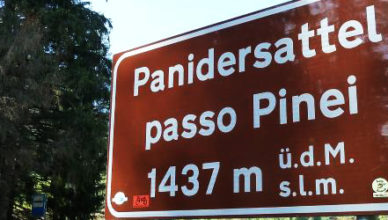 Panidersattel
passo Pinei
1437 m ü.d.M.
s.l.m.